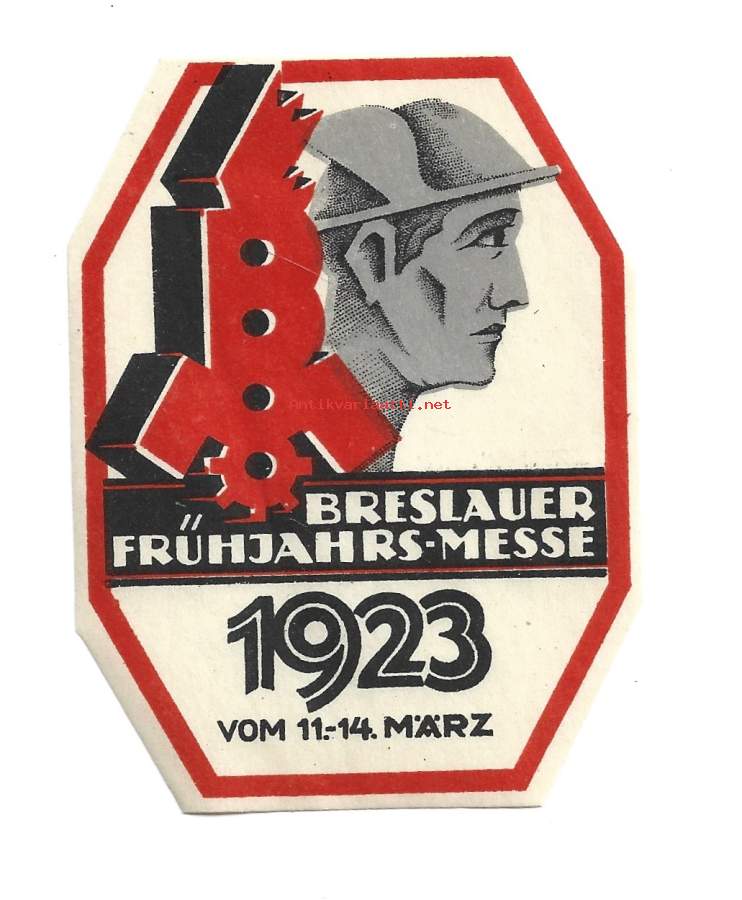 Antikvariaatti.net
BRESLAUER
FRÜHJAHRS-MESSE
1923
VOM 11.-14. MÄRZ